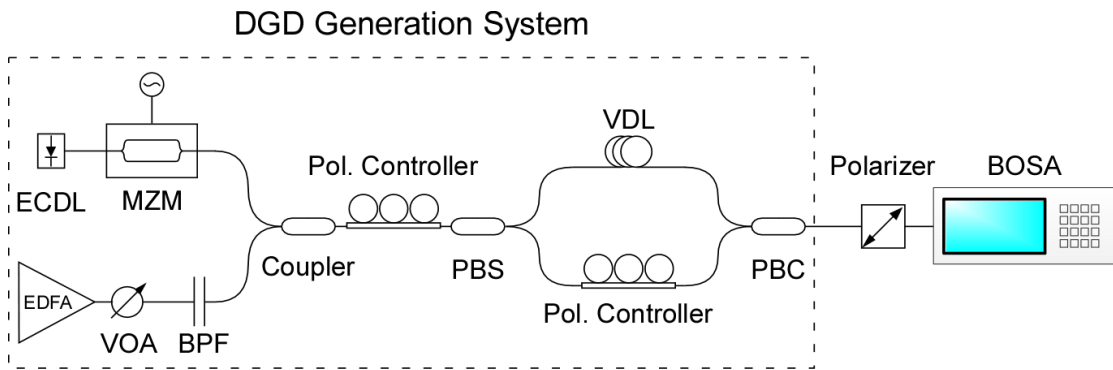 DGD Generation System
VDL
Pol. Controller
Polarizer
BOSA
ECDL
MZM
Coupler
PBS
PBC
EDFA
Pol. Controller
VOA
BPF